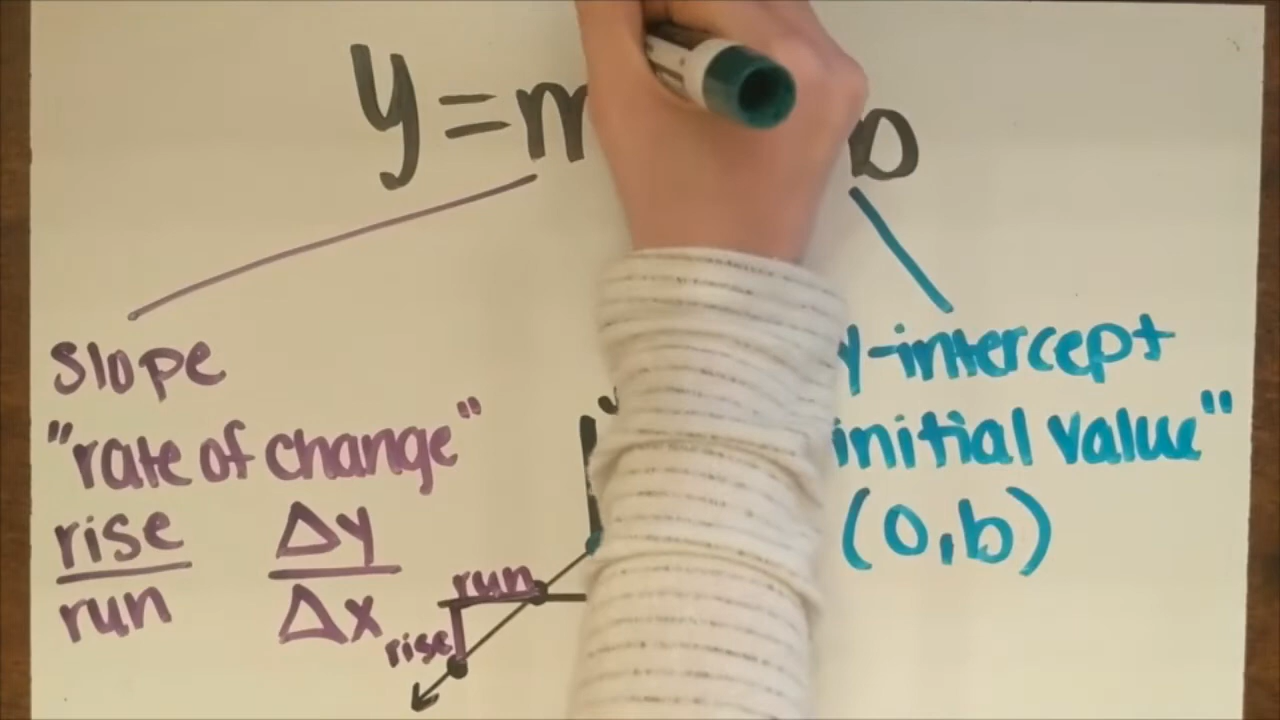 y=m b
slope
"rate of change"
rise Δy
run Δx
y-intercept
initial value"
(0,b)
run
rise